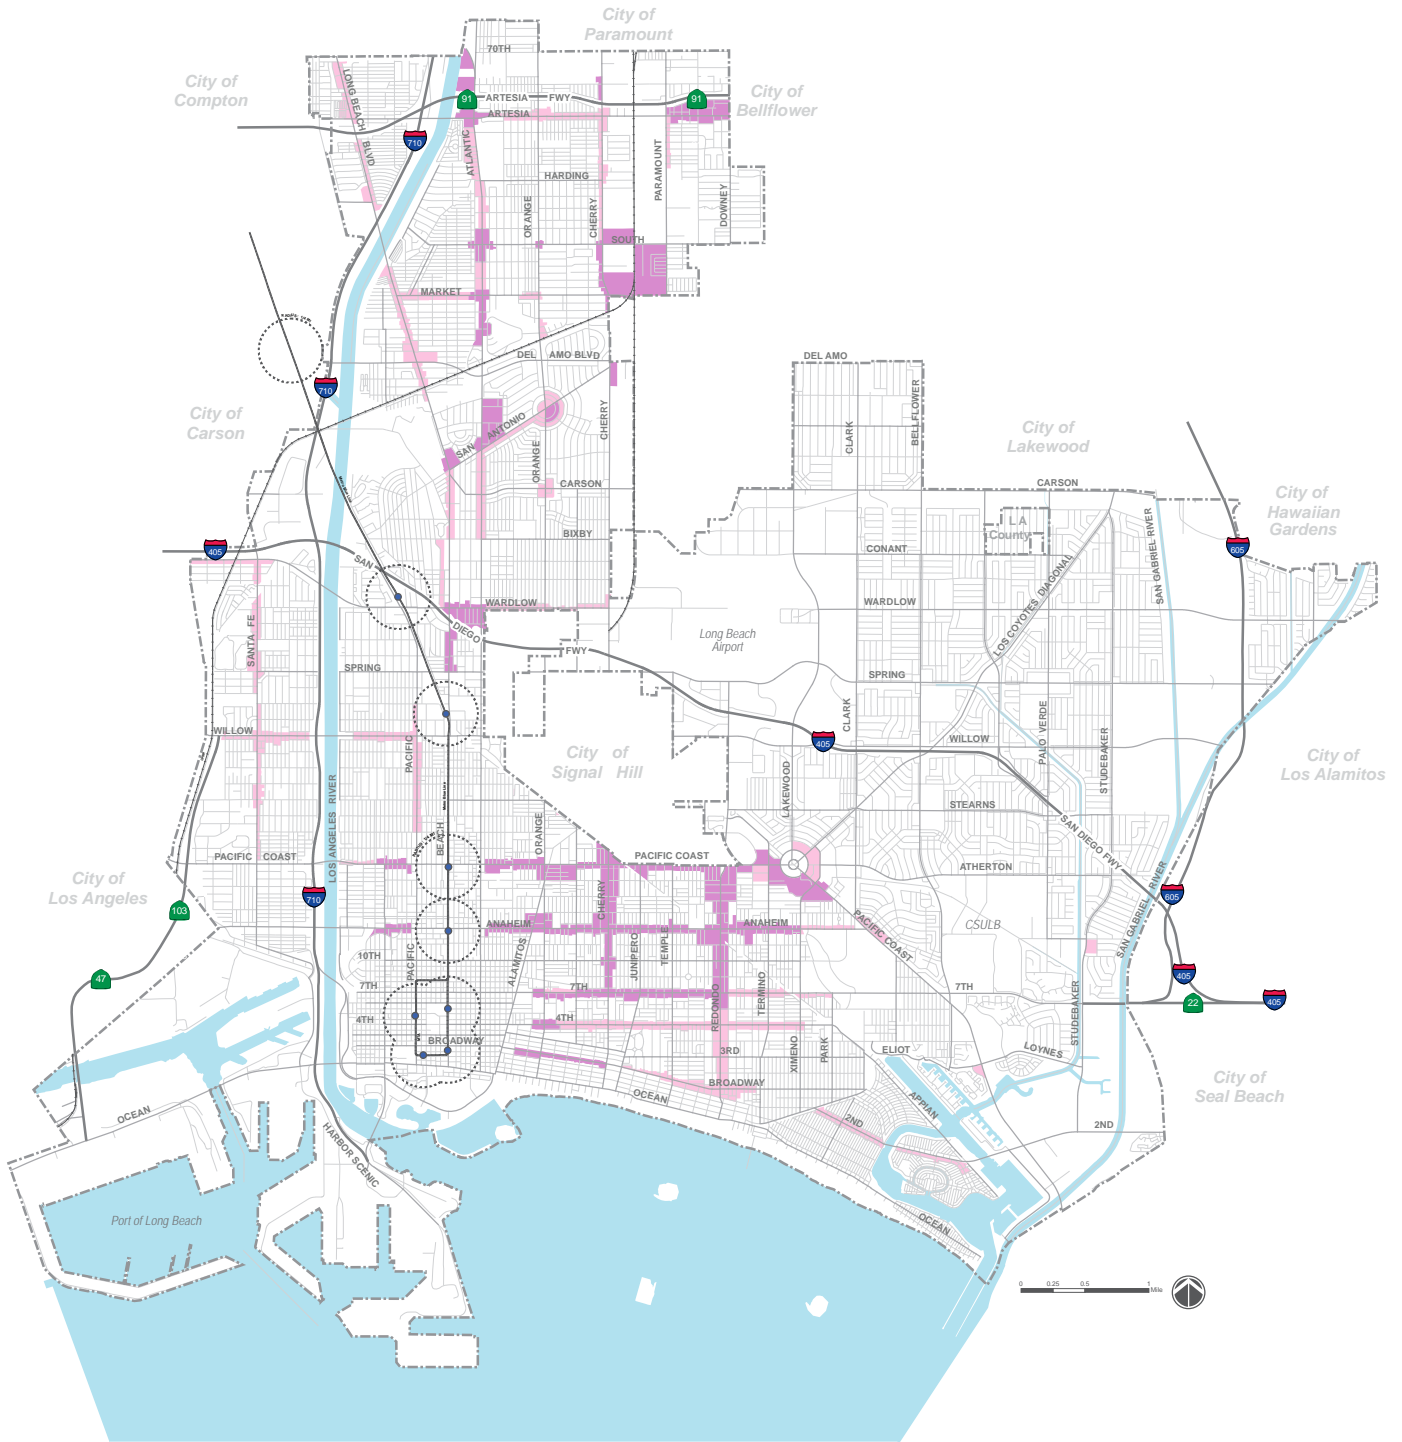 City of
Paramount
70TH
City of
Compton
LONG BEACH BLVD
91
ARTESIA FWY
91
City of
Bellflower
ARTESIA
710
ATLANTIC
HARDING
PARAMOUNT
ORANGE
CHERRY
DOWNEY
SOUTH
MARKET
DEL AMO BLVD
DEL AMO
710
City of
Carson
SAN ANTONIO
ORANGE
CHERRY
CLARK
BELLFLOWER
City of
Lakewood
CARSON
CARSON
City of
Hawaiian
Gardens
BIXBY
LA
County
SAN GABRIEL RIVER
405
SAN DIEGO FWY
CONANT
605
WARDLOW
WARDLOW
LOS COYOTES DIAGONAL
SANTA FE
Long Beach
Airport
SPRING
SPRING
WILLOW
PACIFIC
CLARK
405
WILLOW
PALO VERDE
STUDEBAKER
City of
Signal Hill
City of
Los Alamitos
LAKEWOOD
LOS ANGELES RIVER
BEACH
ORANGE
STEARNS
SAN DIEGO FWY
PACIFIC COAST
PACIFIC COAST
ATHERTON
City of
Los Angeles
710
103
CHERRY
605
ANAHEIM
ANAHEIM
PACIFIC COAST
CSULB
SAN GABRIEL RIVER
10TH
PACIFIC
ALAMITOS
JUNIPERO
TEMPLE
47
7TH
7TH
REDONDO
TERMINO
7TH
405
22
405
4TH
4TH
STUDEBAKER
BROADWAY
3RD
XIMENO
PARK
ELIOT
LOYNES
BROADWAY
City of
Seal Beach
OCEAN
OCEAN
APPIAN
2ND
2ND
HARBOR SCENIC
Port of Long Beach
OCEAN
0 0.25 0.5 1
Mile